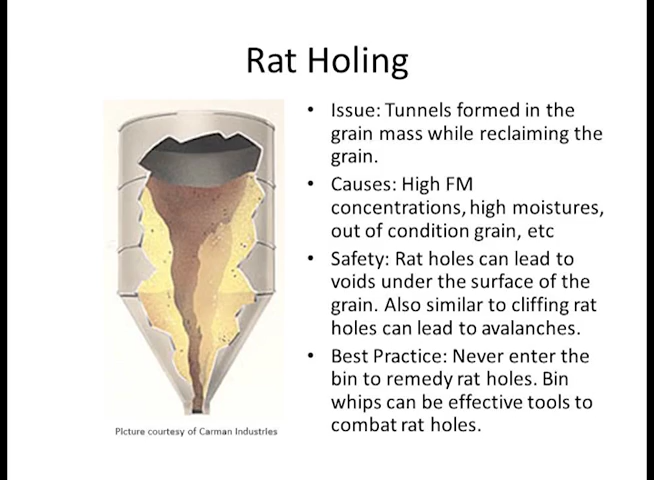 Rat Holing
• Issue: Tunnels formed in the
grain mass while reclaiming the
grain.
• Causes: High FM
concentrations, high moistures,
out of condition grain, etc
• Safety: Rat holes can lead to
voids under the surface of the
grain. Also similar to cliffing rat
holes can lead to avalanches.
• Best Practice: Never enter the
bin to remedy rat holes. Bin
whips can be effective tools to
combat rat holes.
Picture courtesy of Carman Industries